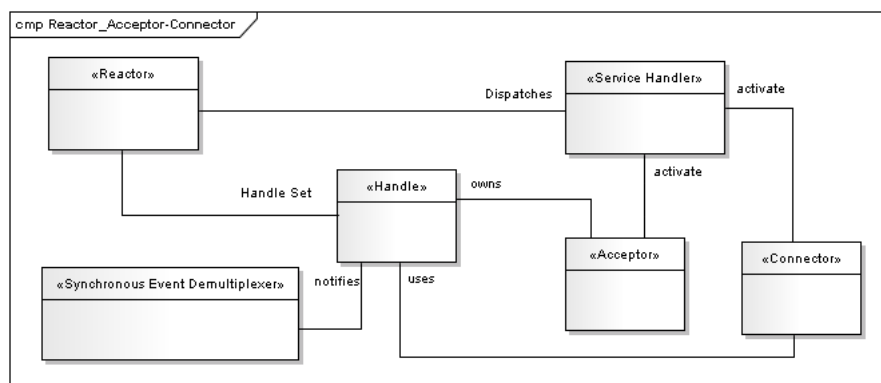 cmp Reactor_Acceptor-Connector
«Reactor»
«Service Handler»
Dispatches
activate
activate
Handle Set
«Handle»
owns
«Acceptor»
«Connector»
«Synchronous Event Demultiplexer»
notifies
uses